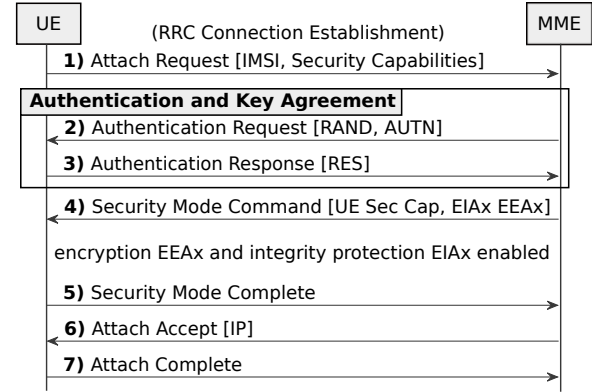 UE
MME
(RRC Connection Establishment)
1) Attach Request [IMSI, Security Capabilities]
Authentication and Key Agreement
2) Authentication Request [RAND, AUTN]
3) Authentication Response [RES]
4) Security Mode Command [UE Sec Cap, EIAx EEAx]
encryption EEAx and integrity protection EIAx enabled
5) Security Mode Complete
6) Attach Accept [IP]
7) Attach Complete